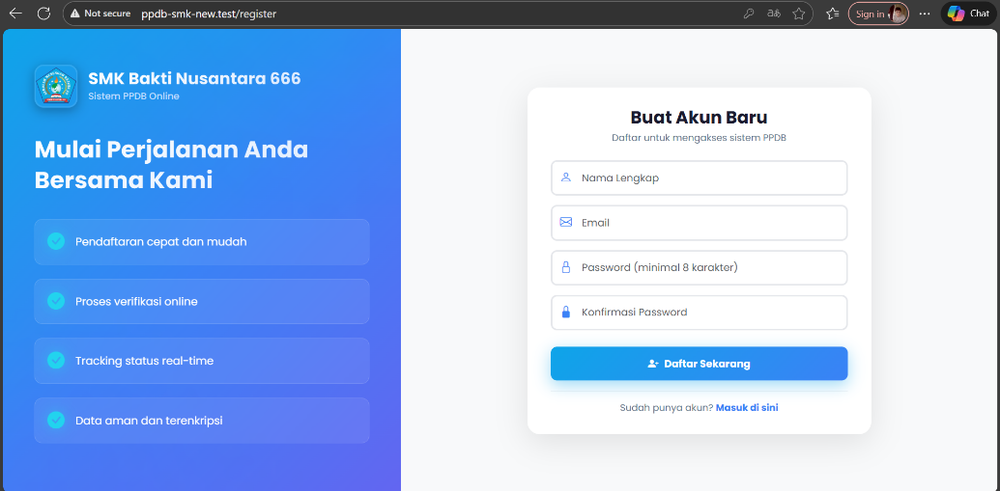 Not secure
ppdb-smk-new.test/register
Sign in
Chat
SMK Bakti Nusantara 666
Sistem PPDB Online
Mulai Perjalanan Anda
Bersama Kami
Pendaftaran cepat dan mudah
Proses verifikasi online
Tracking status real-time
Data aman dan terenkripsi
Buat Akun Baru
Daftar untuk mengakses sistem PPDB
Nama Lengkap
Email
Password (minimal 8 karakter)
Konfirmasi Password
Daftar Sekarang
Sudah punya akun? Masuk di sini